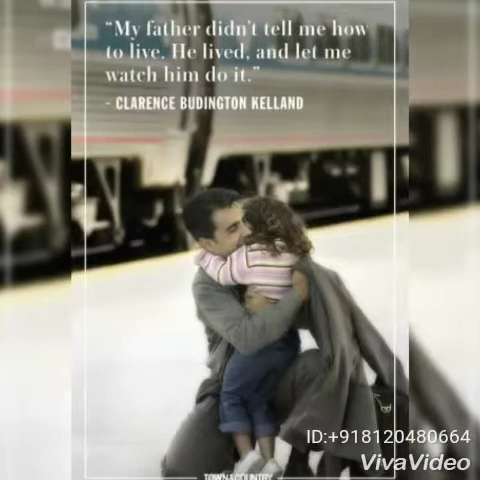 “My father didn't tell me how
to live. He lived, and let me
watch him do it.”
- CLARENCE BUDINGTON KELLAND
ID:+918120480664
VivaVideo
TOWN&COUNTRY